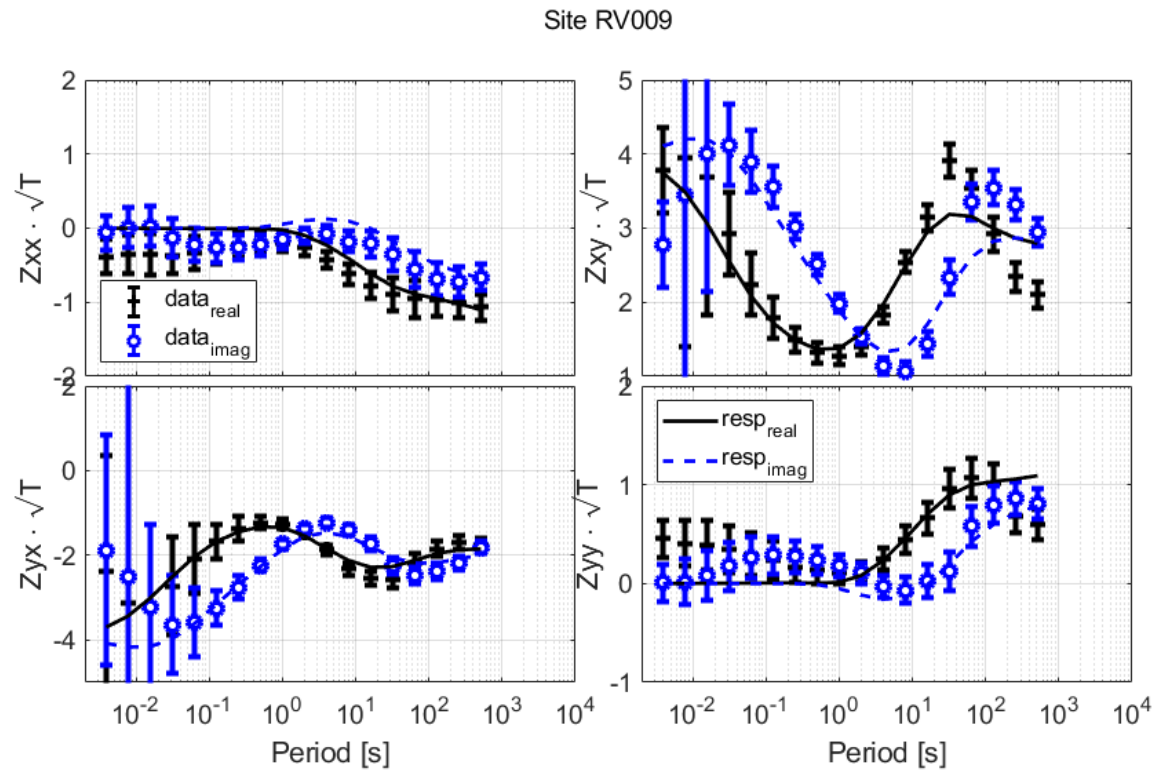 Site RV009
Zxx · √T
2
1
0
-1
-2
data_real
data_imag
Zxy · √T
5
4
3
2
1
Zyx · √T
2
0
-2
-4
10^-2 10^-1 10^0 10^1 10^2 10^3 10^4
Period [s]
Zyy · √T
2
1
0
-1
resp_real
resp_imag
10^-2 10^-1 10^0 10^1 10^2 10^3 10^4
Period [s]